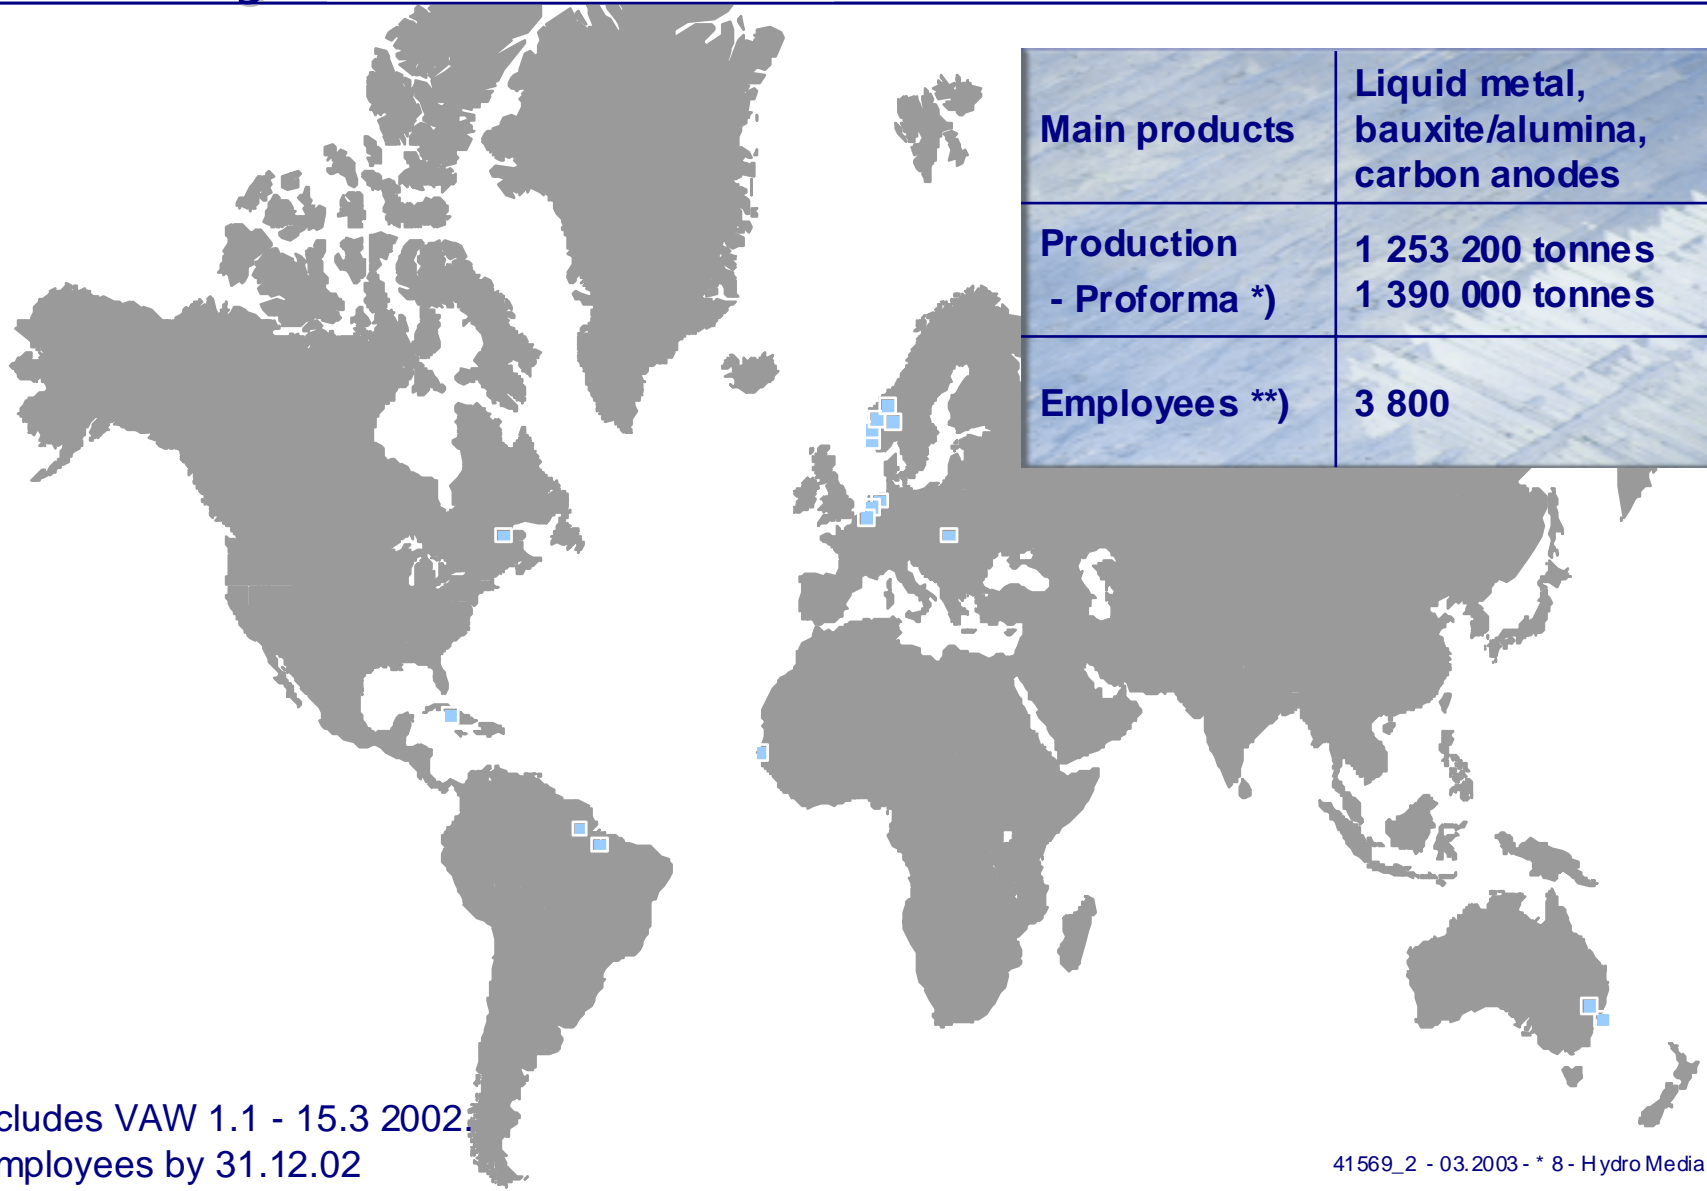 Main products
Liquid metal,
bauxite/alumina,
carbon anodes
Production
- Proforma *)
1 253 200 tonnes
1 390 000 tonnes
Employees **)
3 800
cludes VAW 1.1 - 15.3 2002.
mployees by 31.12.02
41569_2 - 03.2003 - * 8 - Hydro Media